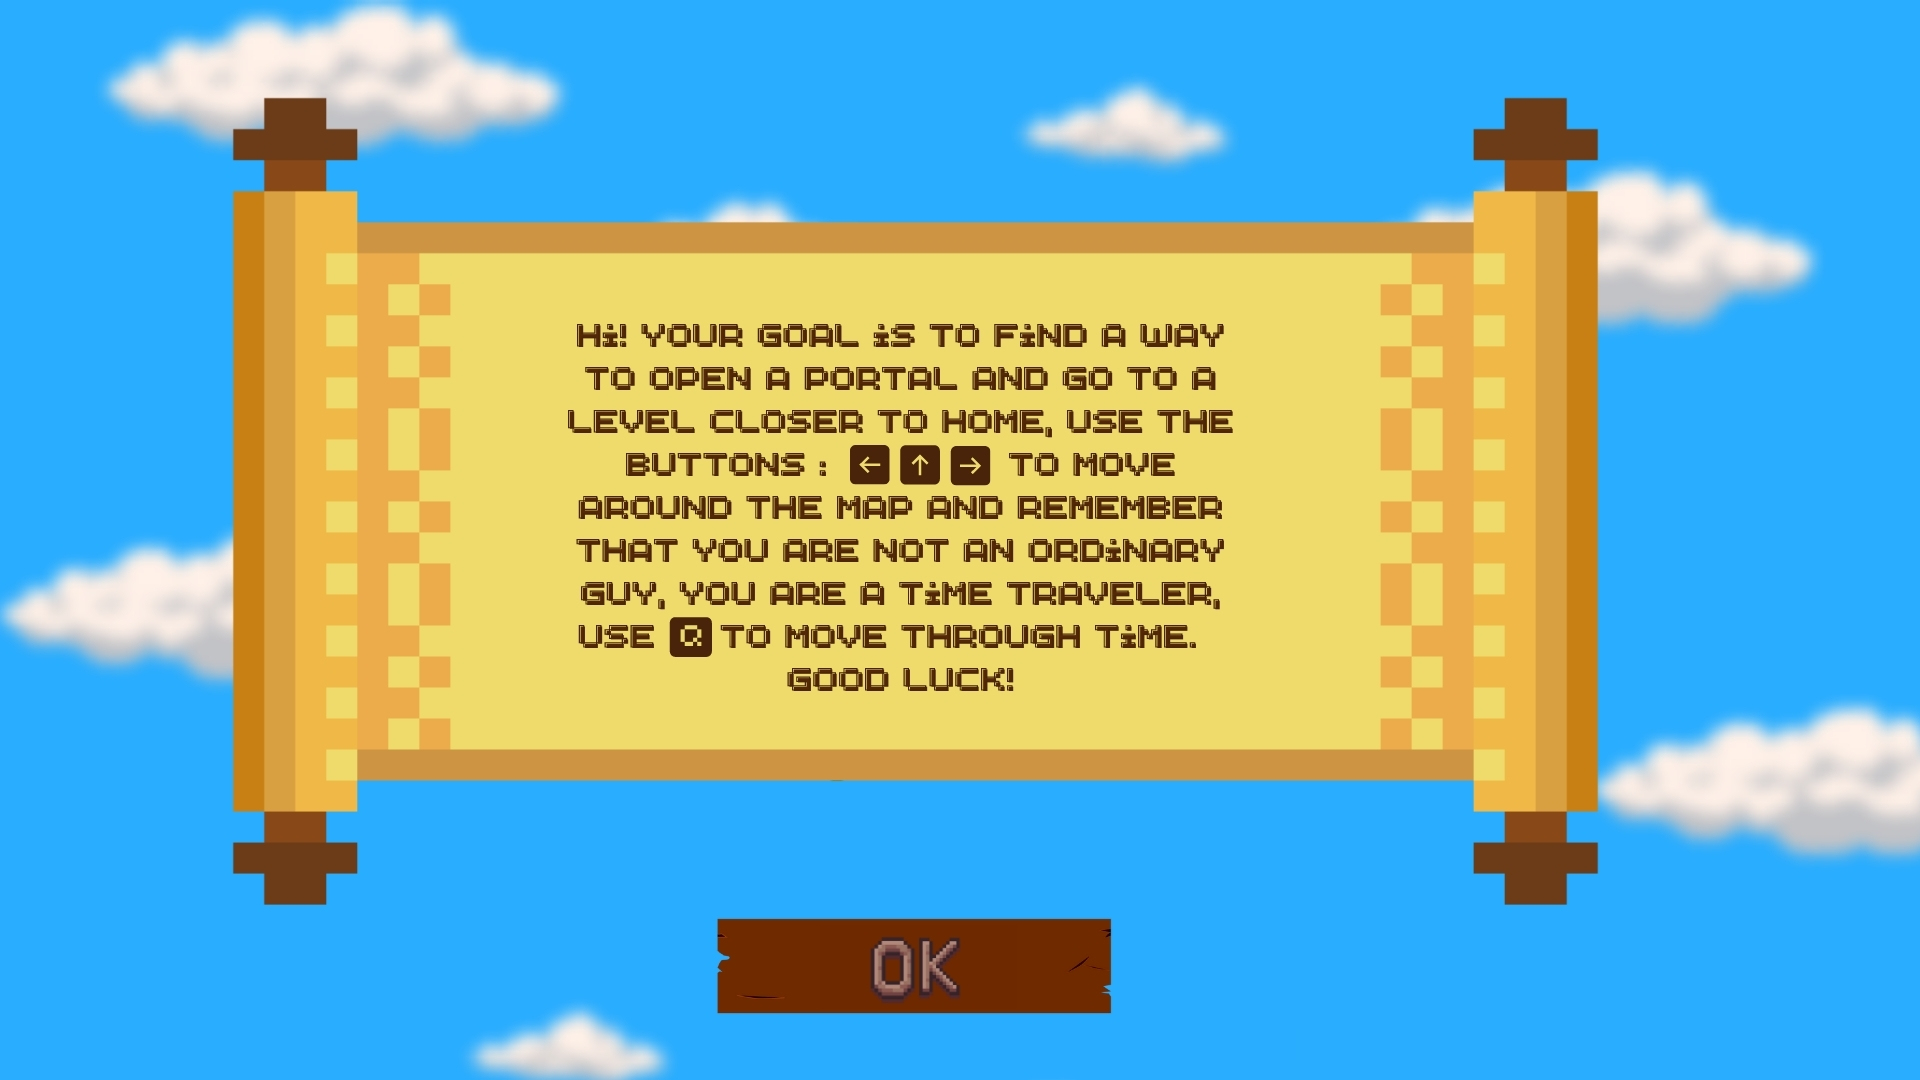 Hi! YOUR GOAL iS TO FiND A WAY
TO OPEN A PORTAL AND GO TO A
LEVEL CLOSER TO HOME, USE THE
BUTTONS : ← ↑ → TO MOVE
AROUND THE MAP AND REMEMBER
THAT YOU ARE NOT AN ORDiNARY
GUY, YOU ARE A TiME TRAVELER,
USE Q TO MOVE THROUGH TiME.
GOOD LUCK!
OK